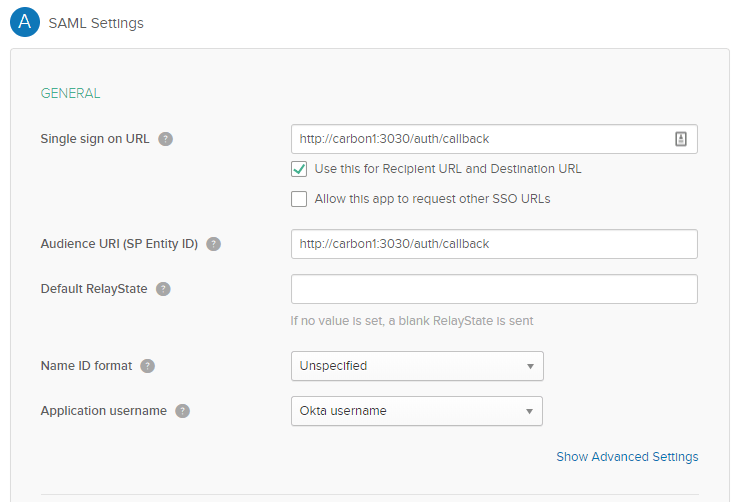 A SAML Settings
GENERAL
Single sign on URL ?
http://carbon1:3030/auth/callback
Use this for Recipient URL and Destination URL
Allow this app to request other SSO URLs
Audience URI (SP Entity ID) ?
http://carbon1:3030/auth/callback
Default RelayState ?
If no value is set, a blank RelayState is sent
Name ID format ?
Unspecified
Application username ?
Okta username
Show Advanced Settings